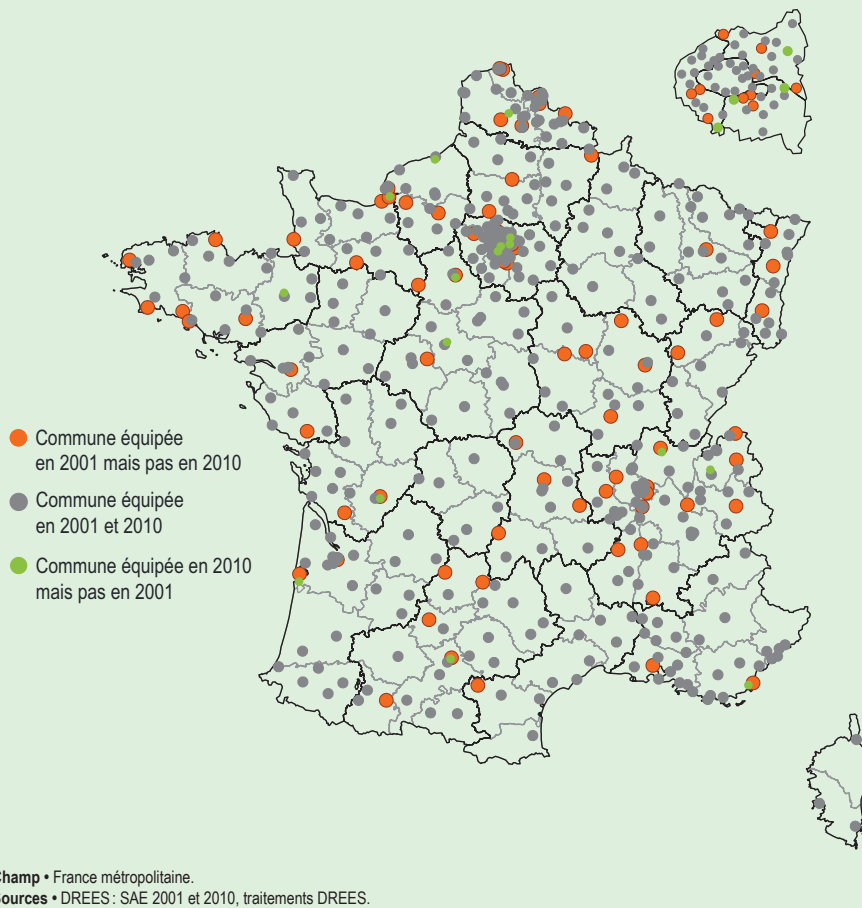 Commune équipée
en 2001 mais pas en 2010
Commune équipée
en 2001 et 2010
Commune équipée en 2010
mais pas en 2001
Champ • France métropolitaine.
Sources • DREES : SAE 2001 et 2010, traitements DREES.